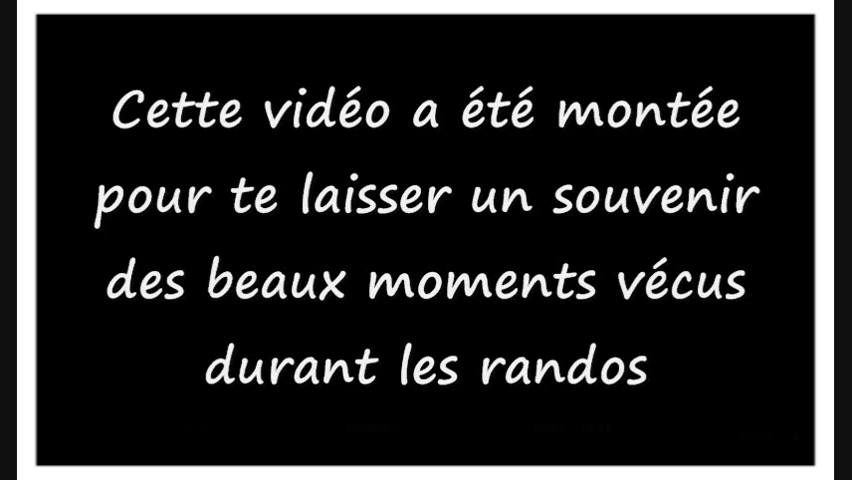 Cette vidéo a été montée
pour te laisser un souvenir
des beaux moments vécus
durant les randos